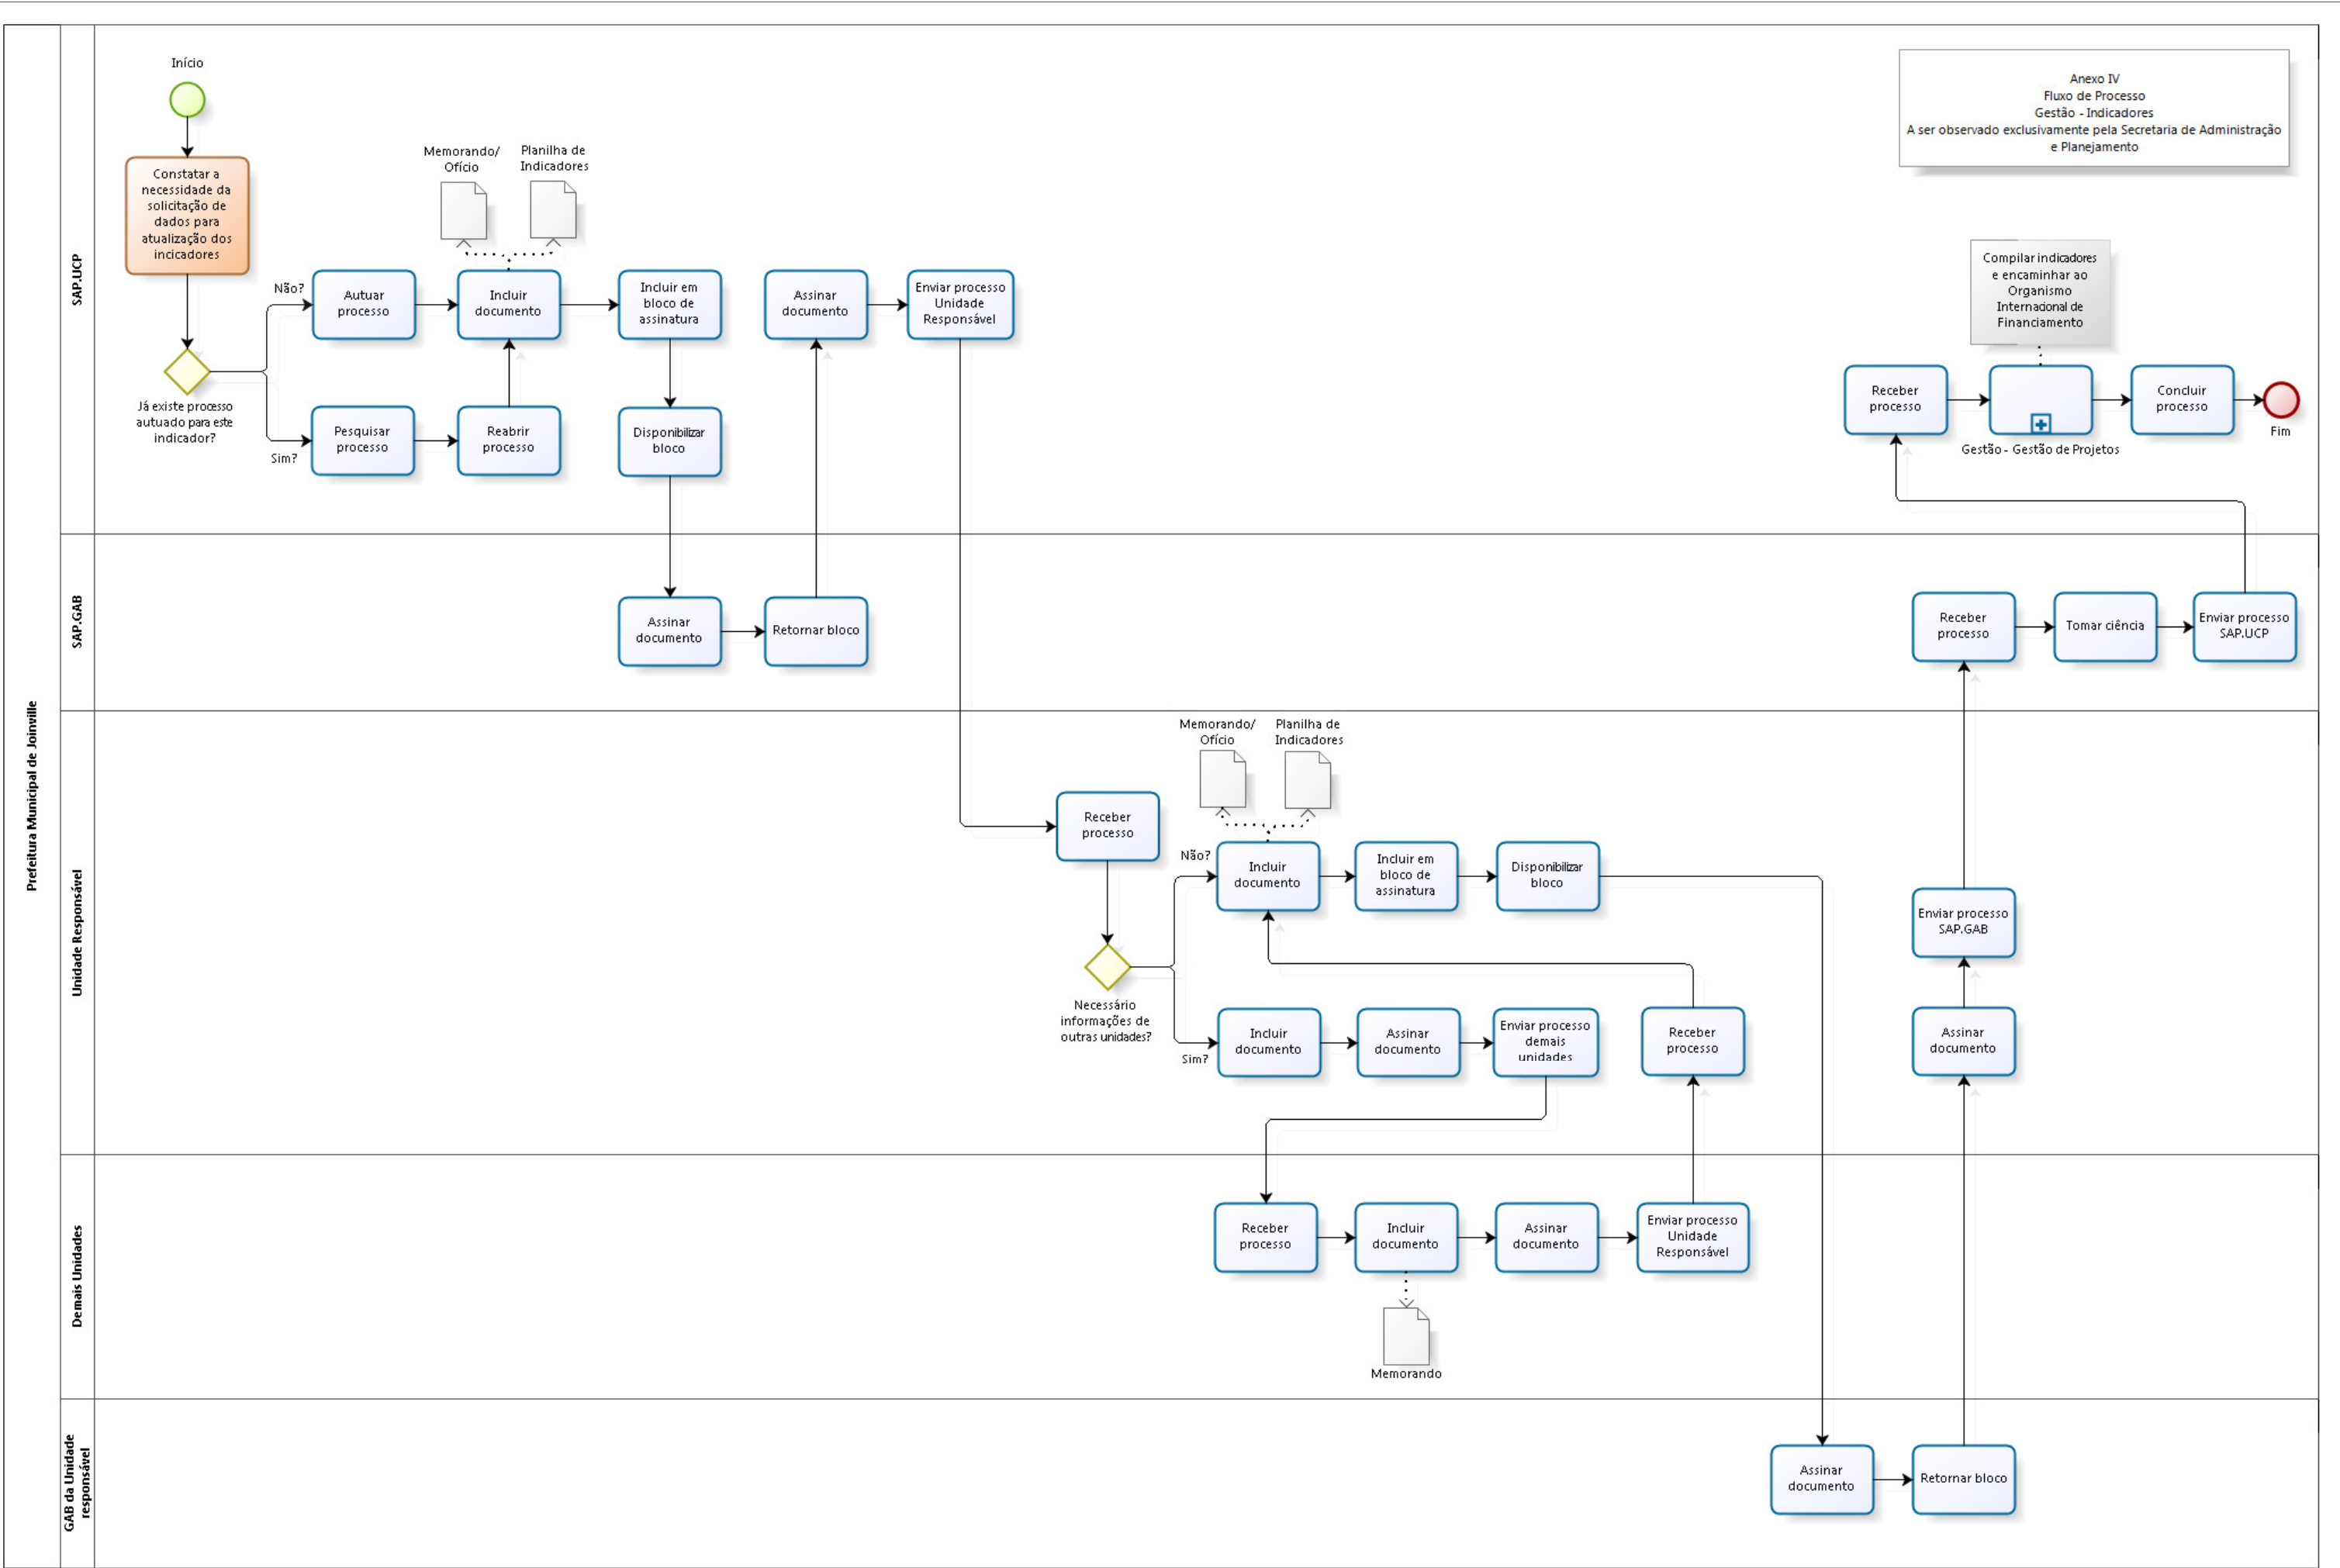 Início
Anexo IV
Fluxo de Processo
Gestão - Indicadores
A ser observado exclusivamente pela Secretaria de Administração
e Planejamento
Constatar a
necessidade da
solicitação de
dados para
atualização dos
incicadores
Memorando/
Ofício
Planilha de
Indicadores
Não?
Autuar
processo
Incluir
documento
Incluir em
bloco de
assinatura
Assinar
documento
Enviar processo
Unidade
Responsável
Já existe processo
autuado para este
indicador?
Sim?
Pesquisar
processo
Reabrir
processo
Disponibilizar
bloco
Compilar indicadores
e encaminhar ao
Organismo
Internacional de
Financiamento
Receber
processo
Gestão - Gestão de Projetos
Concluir
processo
Fim
SAP.UCP
SAP.GAB
Assinar
documento
Retornar bloco
Receber
processo
Tomar ciência
Enviar processo
SAP.UCP
Prefeitura Municipal de Joinville
Unidade Responsável
Memorando/
Ofício
Planilha de
Indicadores
Receber
processo
Não?
Incluir
documento
Incluir em
bloco de
assinatura
Disponibilizar
bloco
Enviar processo
SAP.GAB
Necessário
informações de
outras unidades?
Sim?
Incluir
documento
Assinar
documento
Enviar processo
demais
unidades
Receber
processo
Assinar
documento
Demais Unidades
Receber
processo
Incluir
documento
Assinar
documento
Enviar processo
Unidade
Responsável
Memorando
GAB da Unidade
responsável
Assinar
documento
Retornar bloco